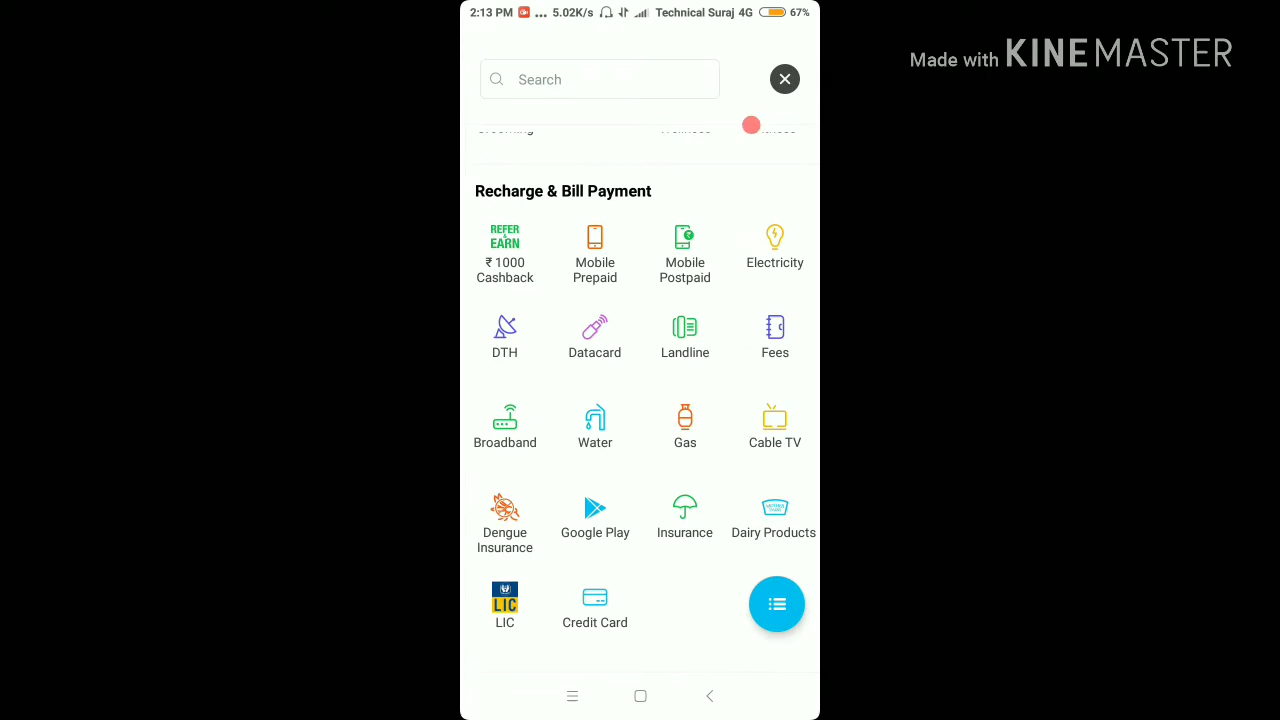 2:13 PM ... 5.02K/s Technical Suraj 4G 67%
Made with KINEMASTER
Search
Recharge & Bill Payment
REFER
&
EARN
₹ 1000
Cashback
Mobile
Prepaid
Mobile
Postpaid
Electricity
DTH
Datacard
Landline
Fees
Broadband
Water
Gas
Cable TV
Dengue
Insurance
Google Play
Insurance
Dairy Products
LIC
LIC
Credit Card